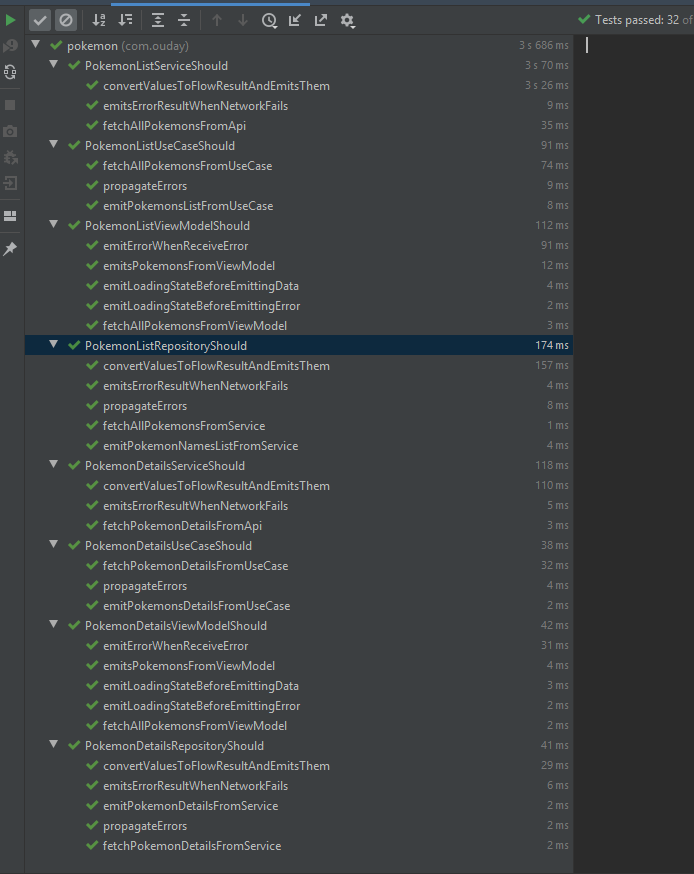 Tests passed: 32 of
pokemon (com.ouday) 3 s 686 ms
PokemonListServiceShould 3 s 70 ms
convertValuesToFlowResultAndEmitsThem 3 s 26 ms
emitsErrorResultWhenNetworkFails 9 ms
fetchAllPokemonsFromApi 35 ms
PokemonListUseCaseShould 91 ms
fetchAllPokemonsFromUseCase 74 ms
propagateErrors 9 ms
emitPokemonsListFromUseCase 8 ms
PokemonListViewModelShould 112 ms
emitErrorWhenReceiveError 91 ms
emitsPokemonsFromViewModel 12 ms
emitLoadingStateBeforeEmittingData 4 ms
emitLoadingStateBeforeEmittingError 2 ms
fetchAllPokemonsFromViewModel 3 ms
PokemonListRepositoryShould 174 ms
convertValuesToFlowResultAndEmitsThem 157 ms
emitsErrorResultWhenNetworkFails 4 ms
propagateErrors 8 ms
fetchAllPokemonsFromService 1 ms
emitPokemonNamesListFromService 4 ms
PokemonDetailsServiceShould 118 ms
convertValuesToFlowResultAndEmitsThem 110 ms
emitsErrorResultWhenNetworkFails 5 ms
fetchPokemonDetailsFromApi 3 ms
PokemonDetailsUseCaseShould 38 ms
fetchPokemonDetailsFromUseCase 32 ms
propagateErrors 4 ms
emitPokemonsDetailsFromUseCase 2 ms
PokemonDetailsViewModelShould 42 ms
emitErrorWhenReceiveError 31 ms
emitsPokemonsFromViewModel 4 ms
emitLoadingStateBeforeEmittingData 3 ms
emitLoadingStateBeforeEmittingError 2 ms
fetchAllPokemonsFromViewModel 2 ms
PokemonDetailsRepositoryShould 41 ms
convertValuesToFlowResultAndEmitsThem 29 ms
emitsErrorResultWhenNetworkFails 6 ms
emitPokemonDetailsFromService 2 ms
propagateErrors 2 ms
fetchPokemonDetailsFromService 2 ms